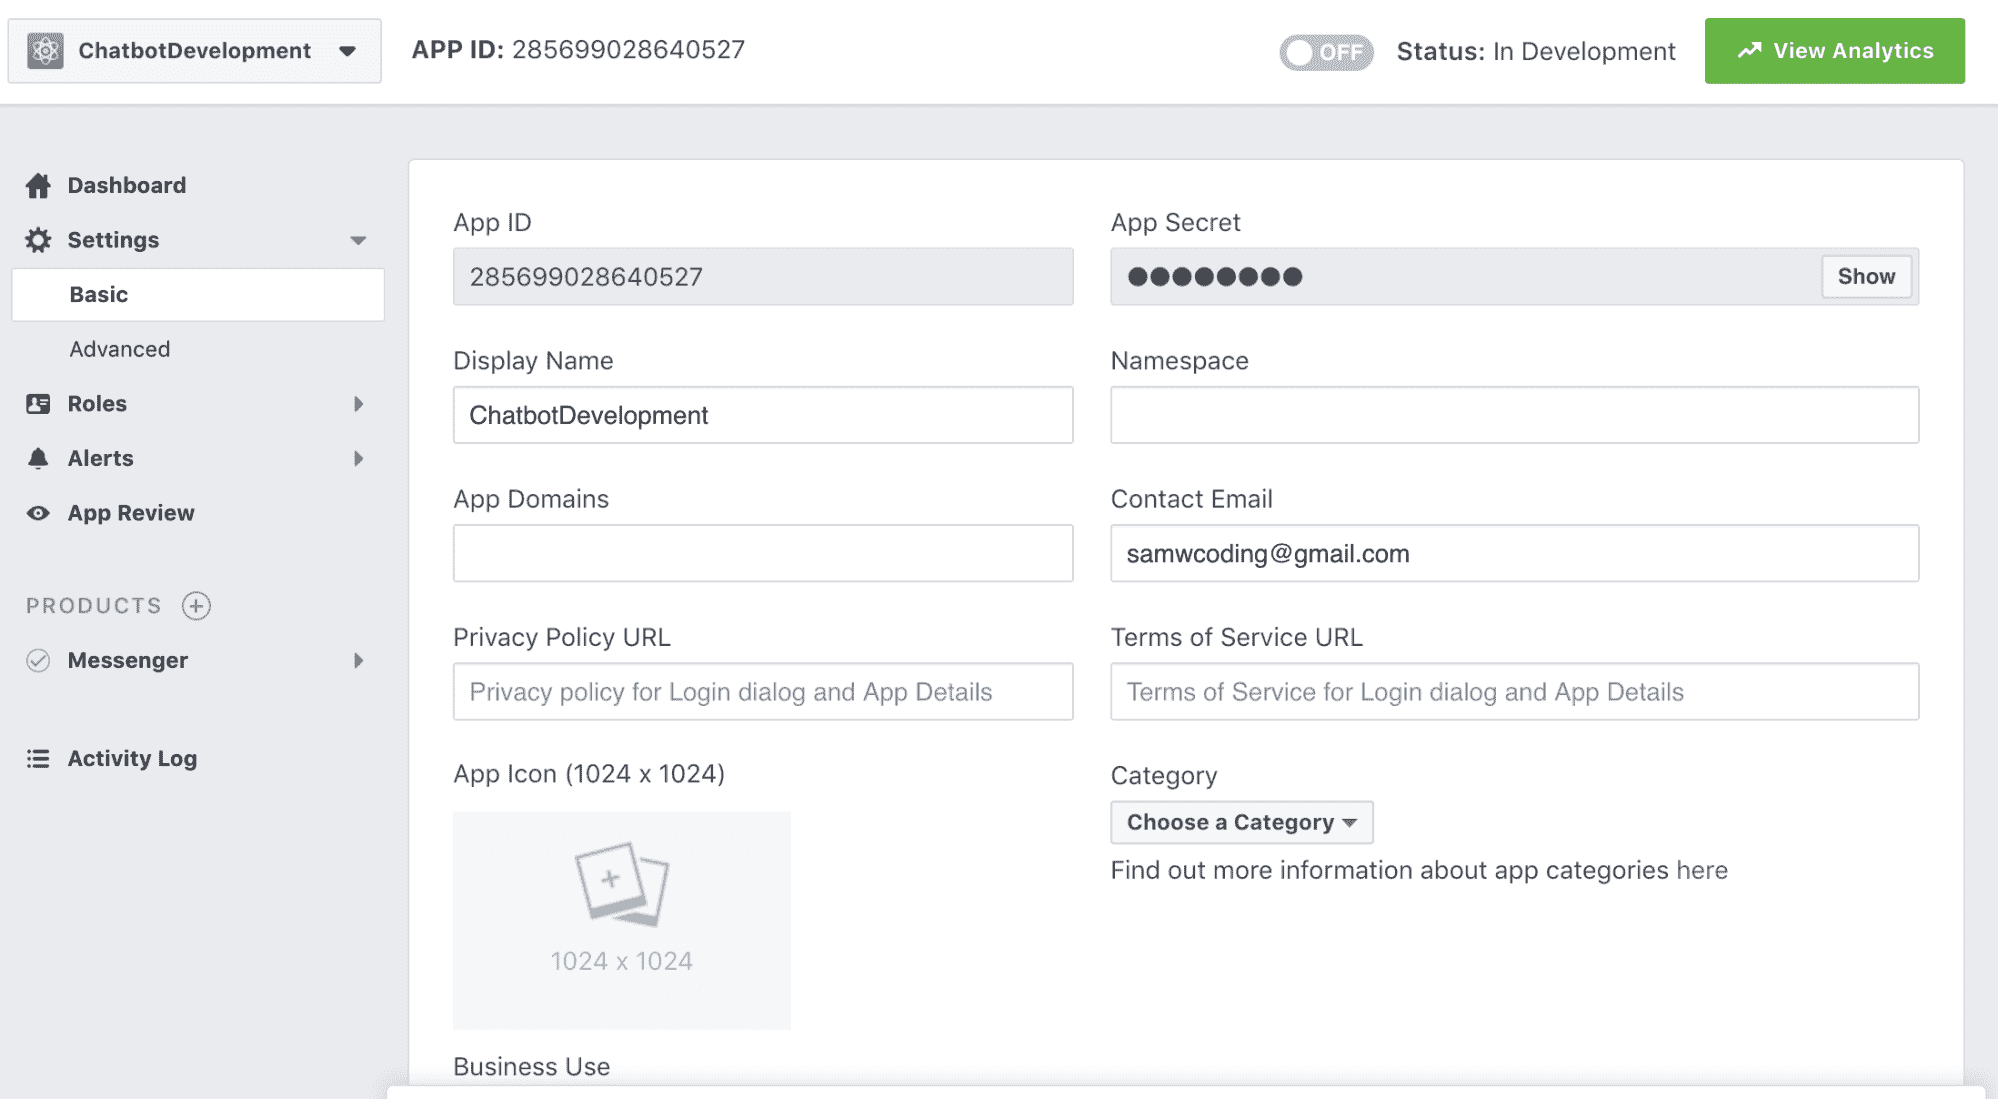 ChatbotDevelopment
APP ID: 285699028640527
OFF
Status: In Development
View Analytics
Dashboard
Settings
Basic
Advanced
Roles
Alerts
App Review
PRODUCTS
Messenger
Activity Log
App ID
285699028640527
App Secret
Show
Display Name
ChatbotDevelopment
Namespace
App Domains
Contact Email
samwcoding@gmail.com
Privacy Policy URL
Privacy policy for Login dialog and App Details
Terms of Service URL
Terms of Service for Login dialog and App Details
App Icon (1024 x 1024)
1024 x 1024
Category
Choose a Category
Find out more information about app categories here
Business Use